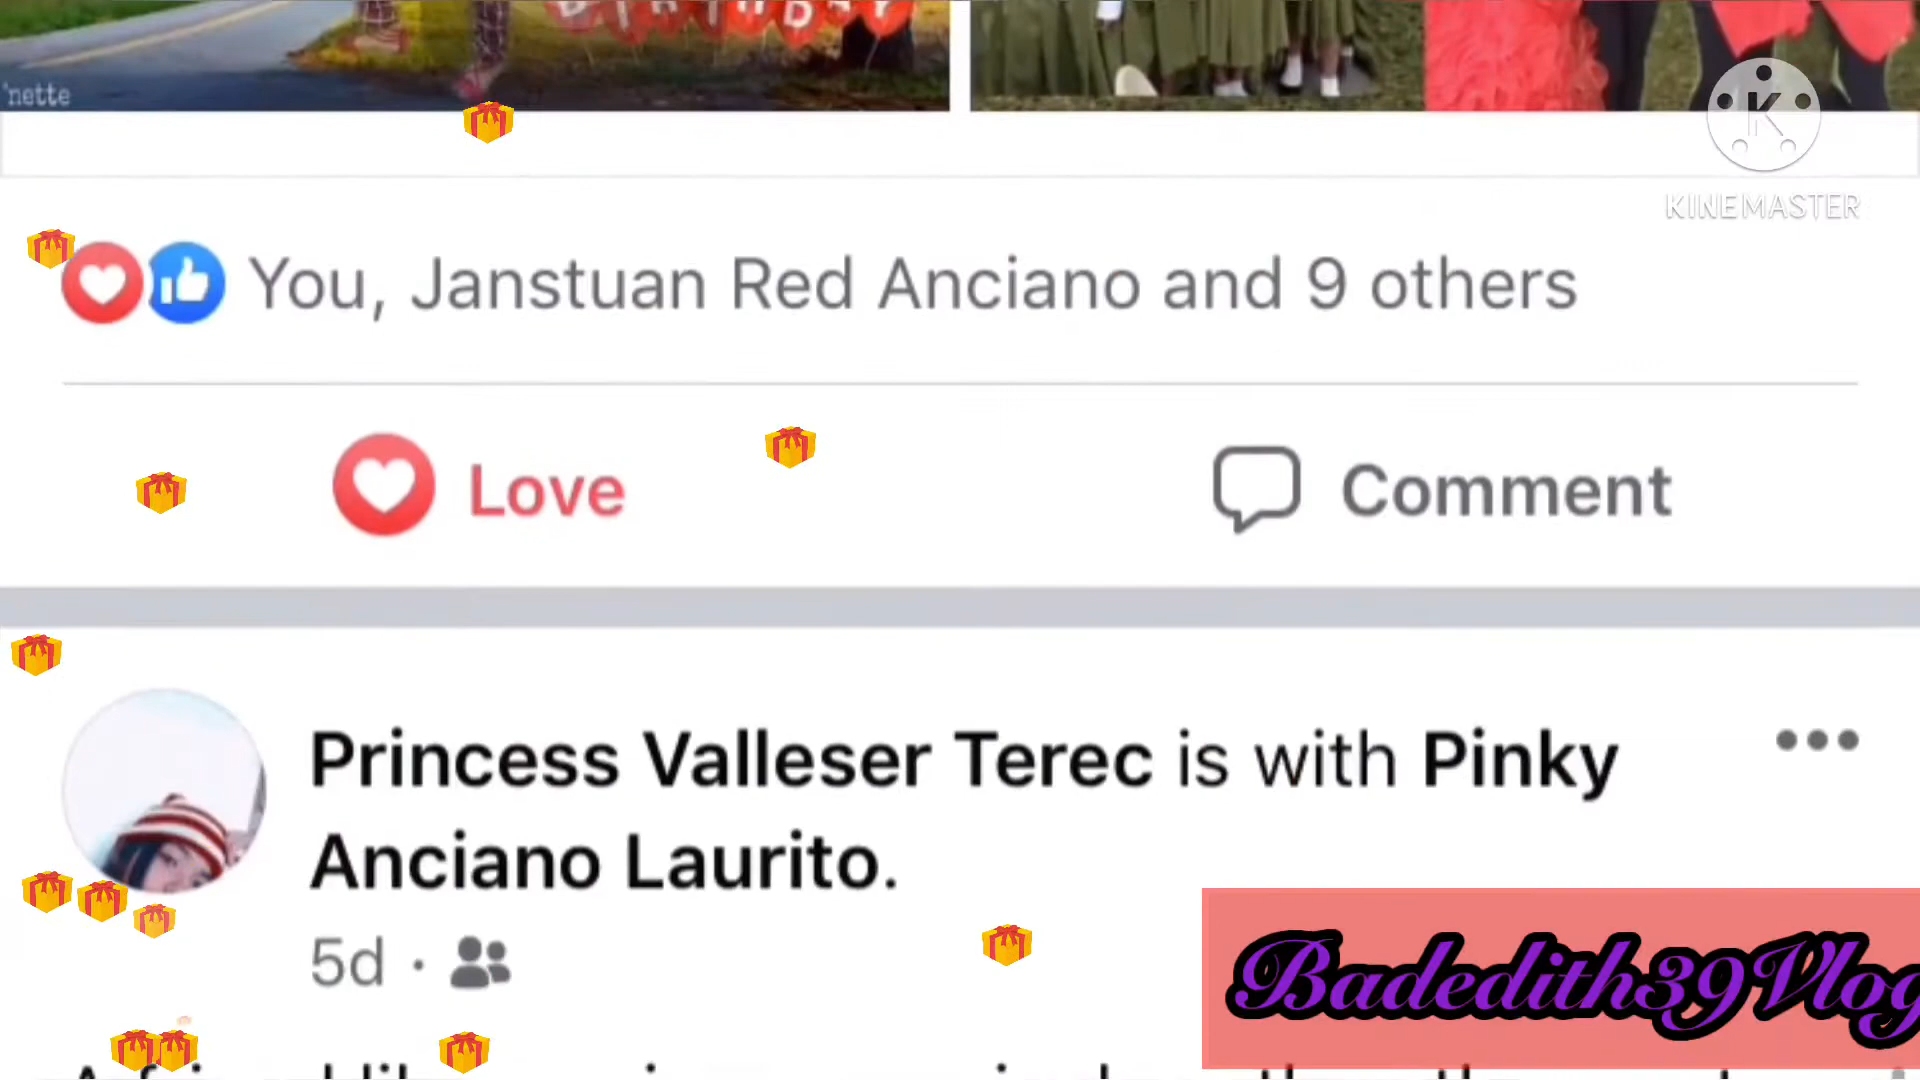 BIRTHDAY
'nette
KINEMASTER
You, Janstuan Red Anciano and 9 others
Love
Comment
Princess Valleser Terec is with Pinky
Anciano Laurito.
5d ·
Badedith39Vlog